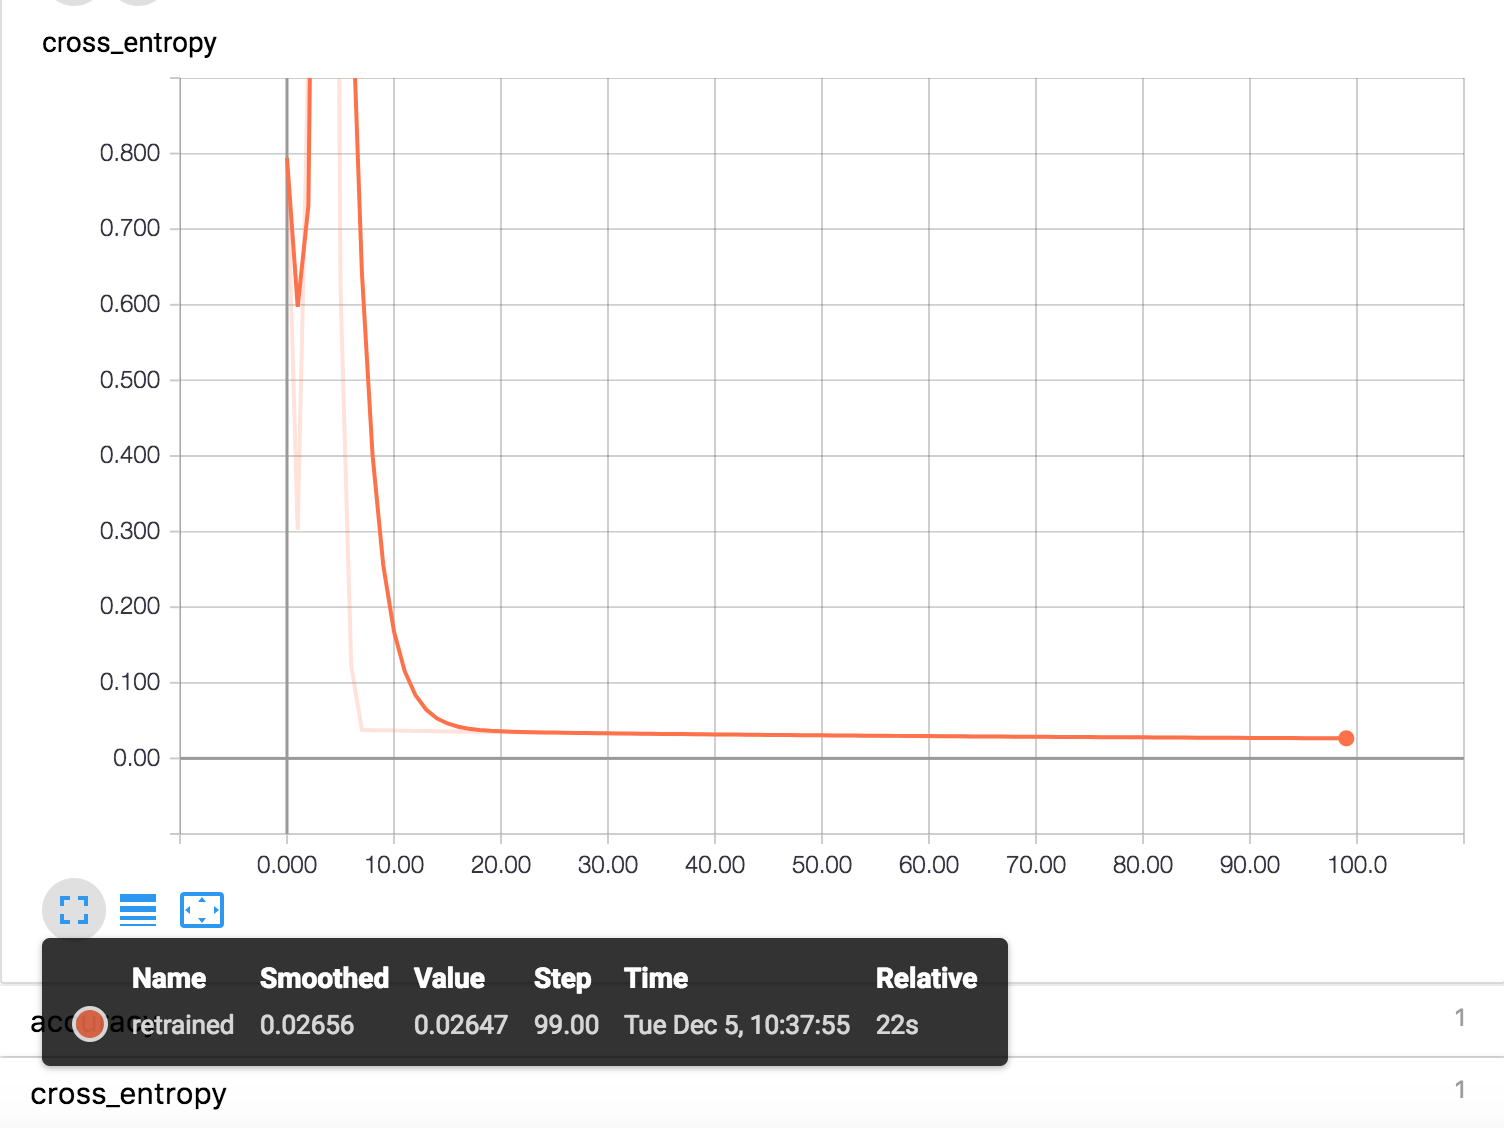 cross_entropy
0.800
0.700
0.600
0.500
0.400
0.300
0.200
0.100
0.00
0.000 10.00 20.00 30.00 40.00 50.00 60.00 70.00 80.00 90.00 100.0
Name Smoothed Value Step Time Relative
retrained 0.02656 0.02647 99.00 Tue Dec 5, 10:37:55 22s
accuracy 1
cross_entropy 1